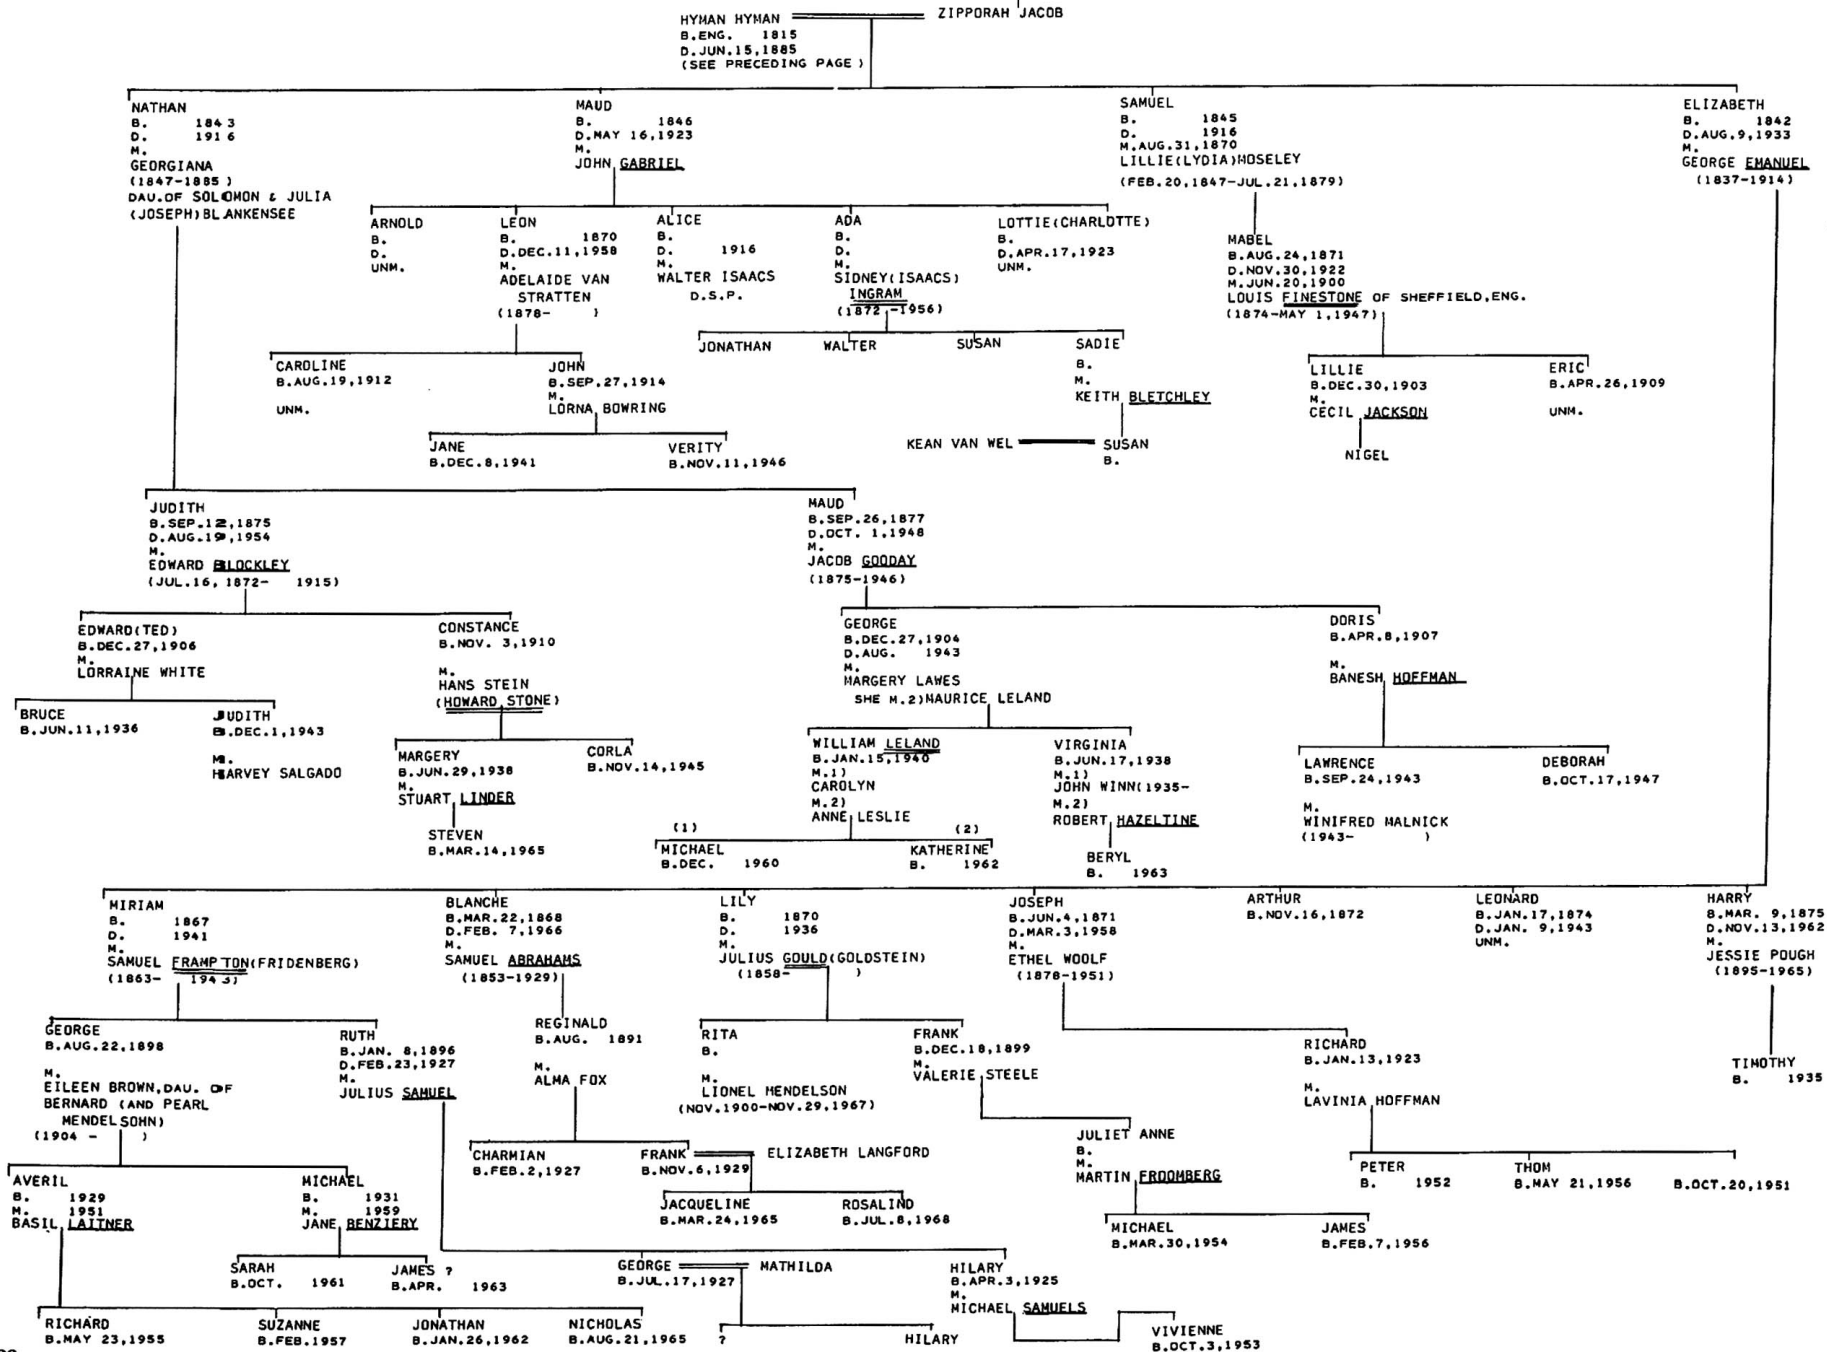 HYMAN HYMAN
B.ENG. 1815
D.JUN.15,1885
(SEE PRECEDING PAGE)
ZIPPORAH JACOB
NATHAN
B. 1843
D. 1916
M.
GEORGIANA
(1847-1885)
DAU.OF SOLOMON & JULIA
(JOSEPH)BLANKENSEE
MAUD
B. 1846
D.MAY 16,1923
M.
JOHN GABRIEL
SAMUEL
B. 1845
D. 1916
M.AUG.31,1870
LILLIE(LYDIA)MOSELEY
(FEB.20,1847-JUL.21,1879)
ELIZABETH
B. 1842
D.AUG.9,1933
M.
GEORGE EMANUEL
(1837-1914)
ARNOLD
B.
D.
UNM.
LEON
B. 1870
D.DEC.11,1958
M.
ADELAIDE VAN
STRATTEN
(1878- )
ALICE
B.
D. 1916
M.
WALTER ISAACS
D.S.P.
ADA
B.
D.
M.
SIDNEY(ISAACS)
INGRAM
(1872-1956)
LOTTIE(CHARLOTTE)
B.
D.APR.17,1923
UNM.
MABEL
B.AUG.24,1871
D.NOV.30,1922
M.JUN.20,1900
LOUIS FINESTONE OF SHEFFIELD,ENG.
(1874-MAY 1,1947)
CAROLINE
B.AUG.19,1912
UNM.
JOHN
B.SEP.27,1914
M.
LORNA BOWRING
JONATHAN
WALTER
SUSAN
SADIE
B.
M.
KEITH BLETCHLEY
LILLIE
B.DEC.30,1903
M.
CECIL JACKSON
ERIC
B.APR.26,1909
UNM.
JANE
B.DEC.8,1941
VERITY
B.NOV.11,1946
KEAN VAN WEL
SUSAN
B.
NIGEL
JUDITH
B.SEP.12,1875
D.AUG.19,1954
M.
EDWARD BLOCKLEY
(JUL.16, 1872- 1915)
MAUD
B.SEP.26,1877
D.OCT. 1,1948
M.
JACOB GOODAY
(1875-1946)
EDWARD(TED)
B.DEC.27,1906
M.
LORRAINE WHITE
CONSTANCE
B.NOV. 3,1910
M.
HANS STEIN
(HOWARD STONE)
GEORGE
B.DEC.27,1904
D.AUG. 1943
M.
MARGERY LAWES
SHE M.2)MAURICE LELAND
DORIS
B.APR.8,1907
M.
BANESH HOFFMAN
BRUCE
B.JUN.11,1936
JUDITH
B.DEC.1,1943
M.
HARVEY SALGADO
MARGERY
B.JUN.29,1938
M.
STUART LINDER
CORLA
B.NOV.14,1945
WILLIAM LELAND
B.JAN.15,1940
M.1)
CAROLYN
M.2)
ANNE LESLIE
VIRGINIA
B.JUN.17,1938
M.1)
JOHN WINN(1935-
M.2)
ROBERT HAZELTINE
LAWRENCE
B.SEP.24,1943
M.
WINIFRED MALNICK
(1943- )
DEBORAH
B.OCT.17,1947
STEVEN
B.MAR.14,1965
(1)
MICHAEL
B.DEC. 1960
(2)
KATHERINE
B. 1962
BERYL
B. 1963
MIRIAM
B. 1867
D. 1941
M.
SAMUEL FRAMPTON(FRIDENBERG)
(1863- 1943)
BLANCHE
B.MAR.22,1868
D.FEB. 7,1966
M.
SAMUEL ABRAHAMS
(1853-1929)
LILY
B. 1870
D. 1936
M.
JULIUS GOULD(GOLDSTEIN)
(1858- )
JOSEPH
B.JUN.4,1871
D.MAR.3,1958
M.
ETHEL WOOLF
(1878-1951)
ARTHUR
B.NOV.16,1872
LEONARD
B.JAN.17,1874
D.JAN. 9,1943
UNM.
HARRY
B.MAR. 9,1875
D.NOV.13,1962
M.
JESSIE POUGH
(1895-1965)
GEORGE
B.AUG.22,1898
M.
EILEEN BROWN,DAU. OF
BERNARD (AND PEARL
MENDELSOHN)
(1904 - )
RUTH
B.JAN. 8,1896
D.FEB.23,1927
M.
JULIUS SAMUEL
REGINALD
B.AUG. 1891
M.
ALMA FOX
RITA
B.
M.
LIONEL MENDELSON
(NOV.1900-NOV.29,1967)
FRANK
B.DEC.18,1899
M.
VALERIE STEELE
RICHARD
B.JAN.13,1923
M.
LAVINIA HOFFMAN
TIMOTHY
B. 1935
CHARMIAN
B.FEB.2,1927
FRANK
B.NOV.6,1929
ELIZABETH LANGFORD
JULIET ANNE
B.
M.
MARTIN FROOMBERG
PETER
B. 1952
THOM
B.MAY 21,1956
B.OCT.20,1951
AVERIL
B. 1929
M. 1951
BASIL LAITNER
MICHAEL
B. 1931
M. 1959
JANE BENZIERY
JACQUELINE
B.MAR.24,1965
ROSALIND
B.JUL.8,1968
MICHAEL
B.MAR.30,1954
JAMES
B.FEB.7,1956
SARAH
B.OCT. 1961
JAMES ?
B.APR. 1963
GEORGE
B.JUL.17,1927
MATHILDA
HILARY
B.APR.3,1925
M.
MICHAEL SAMUELS
RICHARD
B.MAY 23,1955
SUZANNE
B.FEB.1957
JONATHAN
B.JAN.26,1962
NICHOLAS
B.AUG.21,1965
?
HILARY
VIVIENNE
B.OCT.3,1953